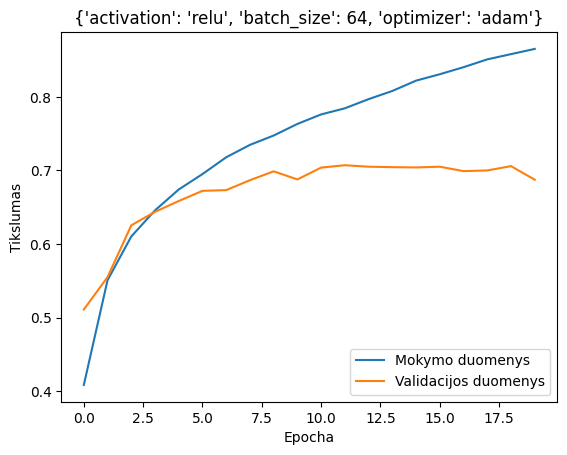 {'activation': 'relu', 'batch_size': 64, 'optimizer': 'adam'}
Tikslumas
0.8
0.7
0.6
0.5
0.4
Mokymo duomenys
Validacijos duomenys
0.0 2.5 5.0 7.5 10.0 12.5 15.0 17.5
Epocha